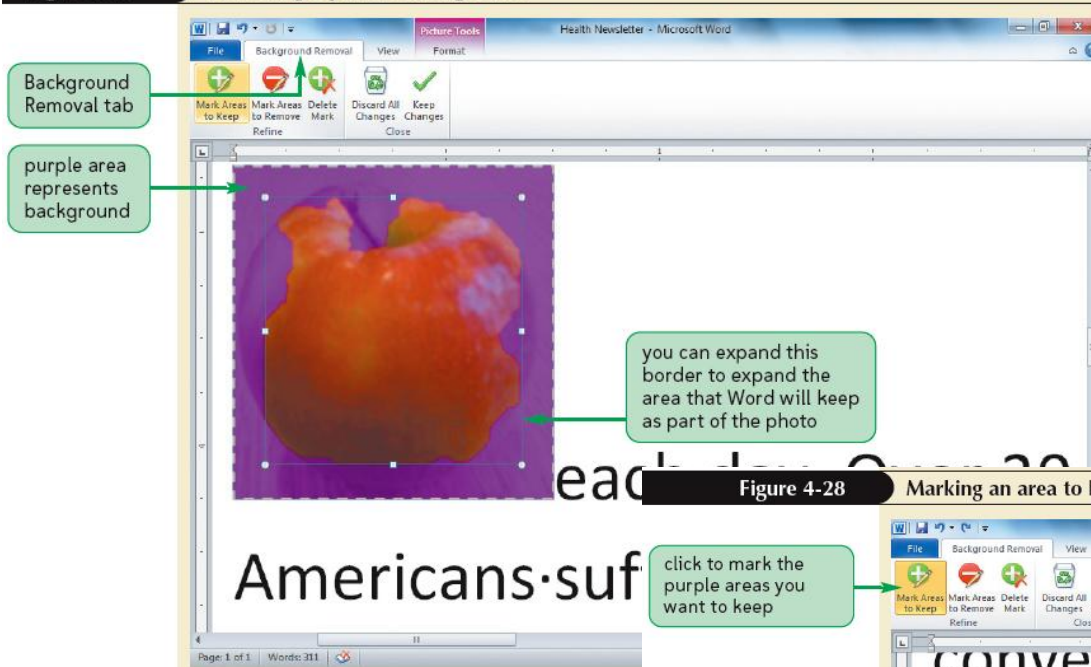 Picture Tools
Health Newsletter - Microsoft Word
File
Background Removal
View
Format
Mark Areas to Keep
Mark Areas to Remove
Delete Mark
Discard All Changes
Keep Changes
Refine
Close
Background
Removal tab
purple area
represents
background
1
you can expand this
border to expand the
area that Word will keep
as part of the photo
Americans·suf
Page: 1 of 1
Words: 311
Figure 4-28
Marking an area to
click to mark the
purple areas you
want to keep
File
Background Removal
View
Mark Areas to Keep
Mark Areas to Remove
Delete Mark
Discard All Changes
Refine